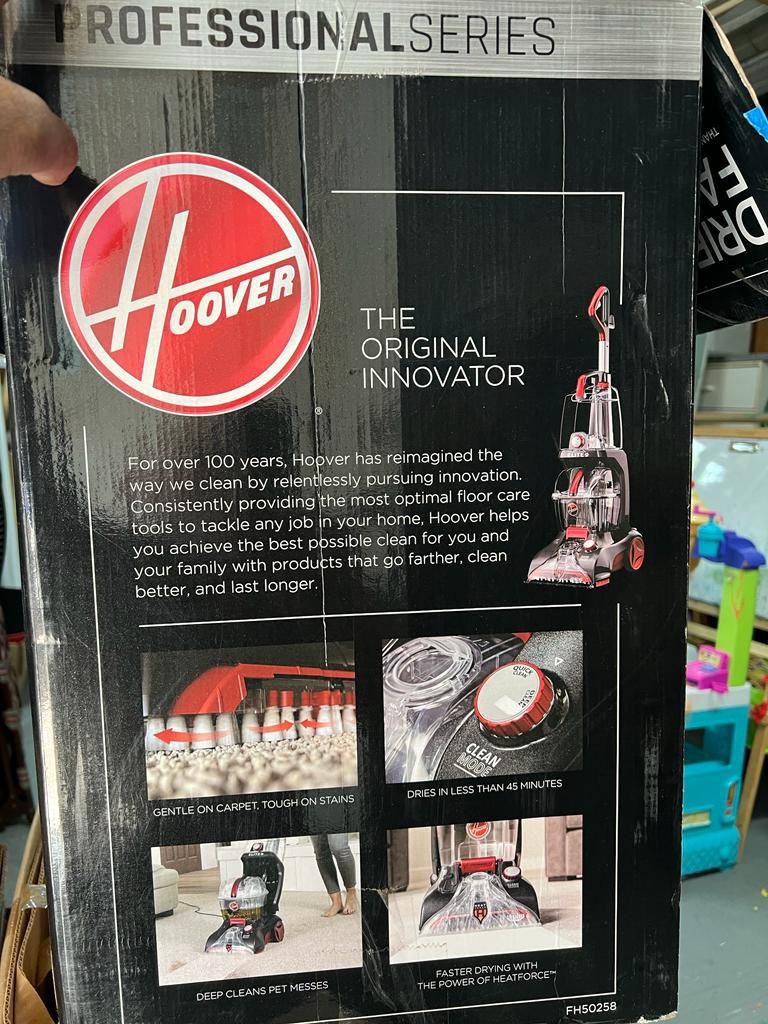 PROFESSIONALSERIES
HOOVER
®
THE
ORIGINAL
INNOVATOR
For over 100 years, Hoover has reimagined the
way we clean by relentlessly pursuing innovation.
Consistently providing the most optimal floor care
tools to tackle any job in your home, Hoover helps
you achieve the best possible clean for you and
your family with products that go farther, clean
better, and last longer.
ELITE
QUICK
CLEAN
DEEP
CLEAN
CLEAN
MODE
GENTLE ON CARPET, TOUGH ON STAINS
DRIES IN LESS THAN 45 MINUTES
DEEP CLEANS PET MESSES
FASTER DRYING WITH
THE POWER OF HEATFORCE™
FH50258